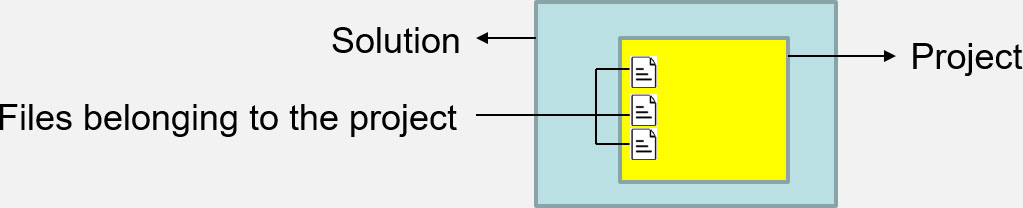 Solution
Project
Files belonging to the project